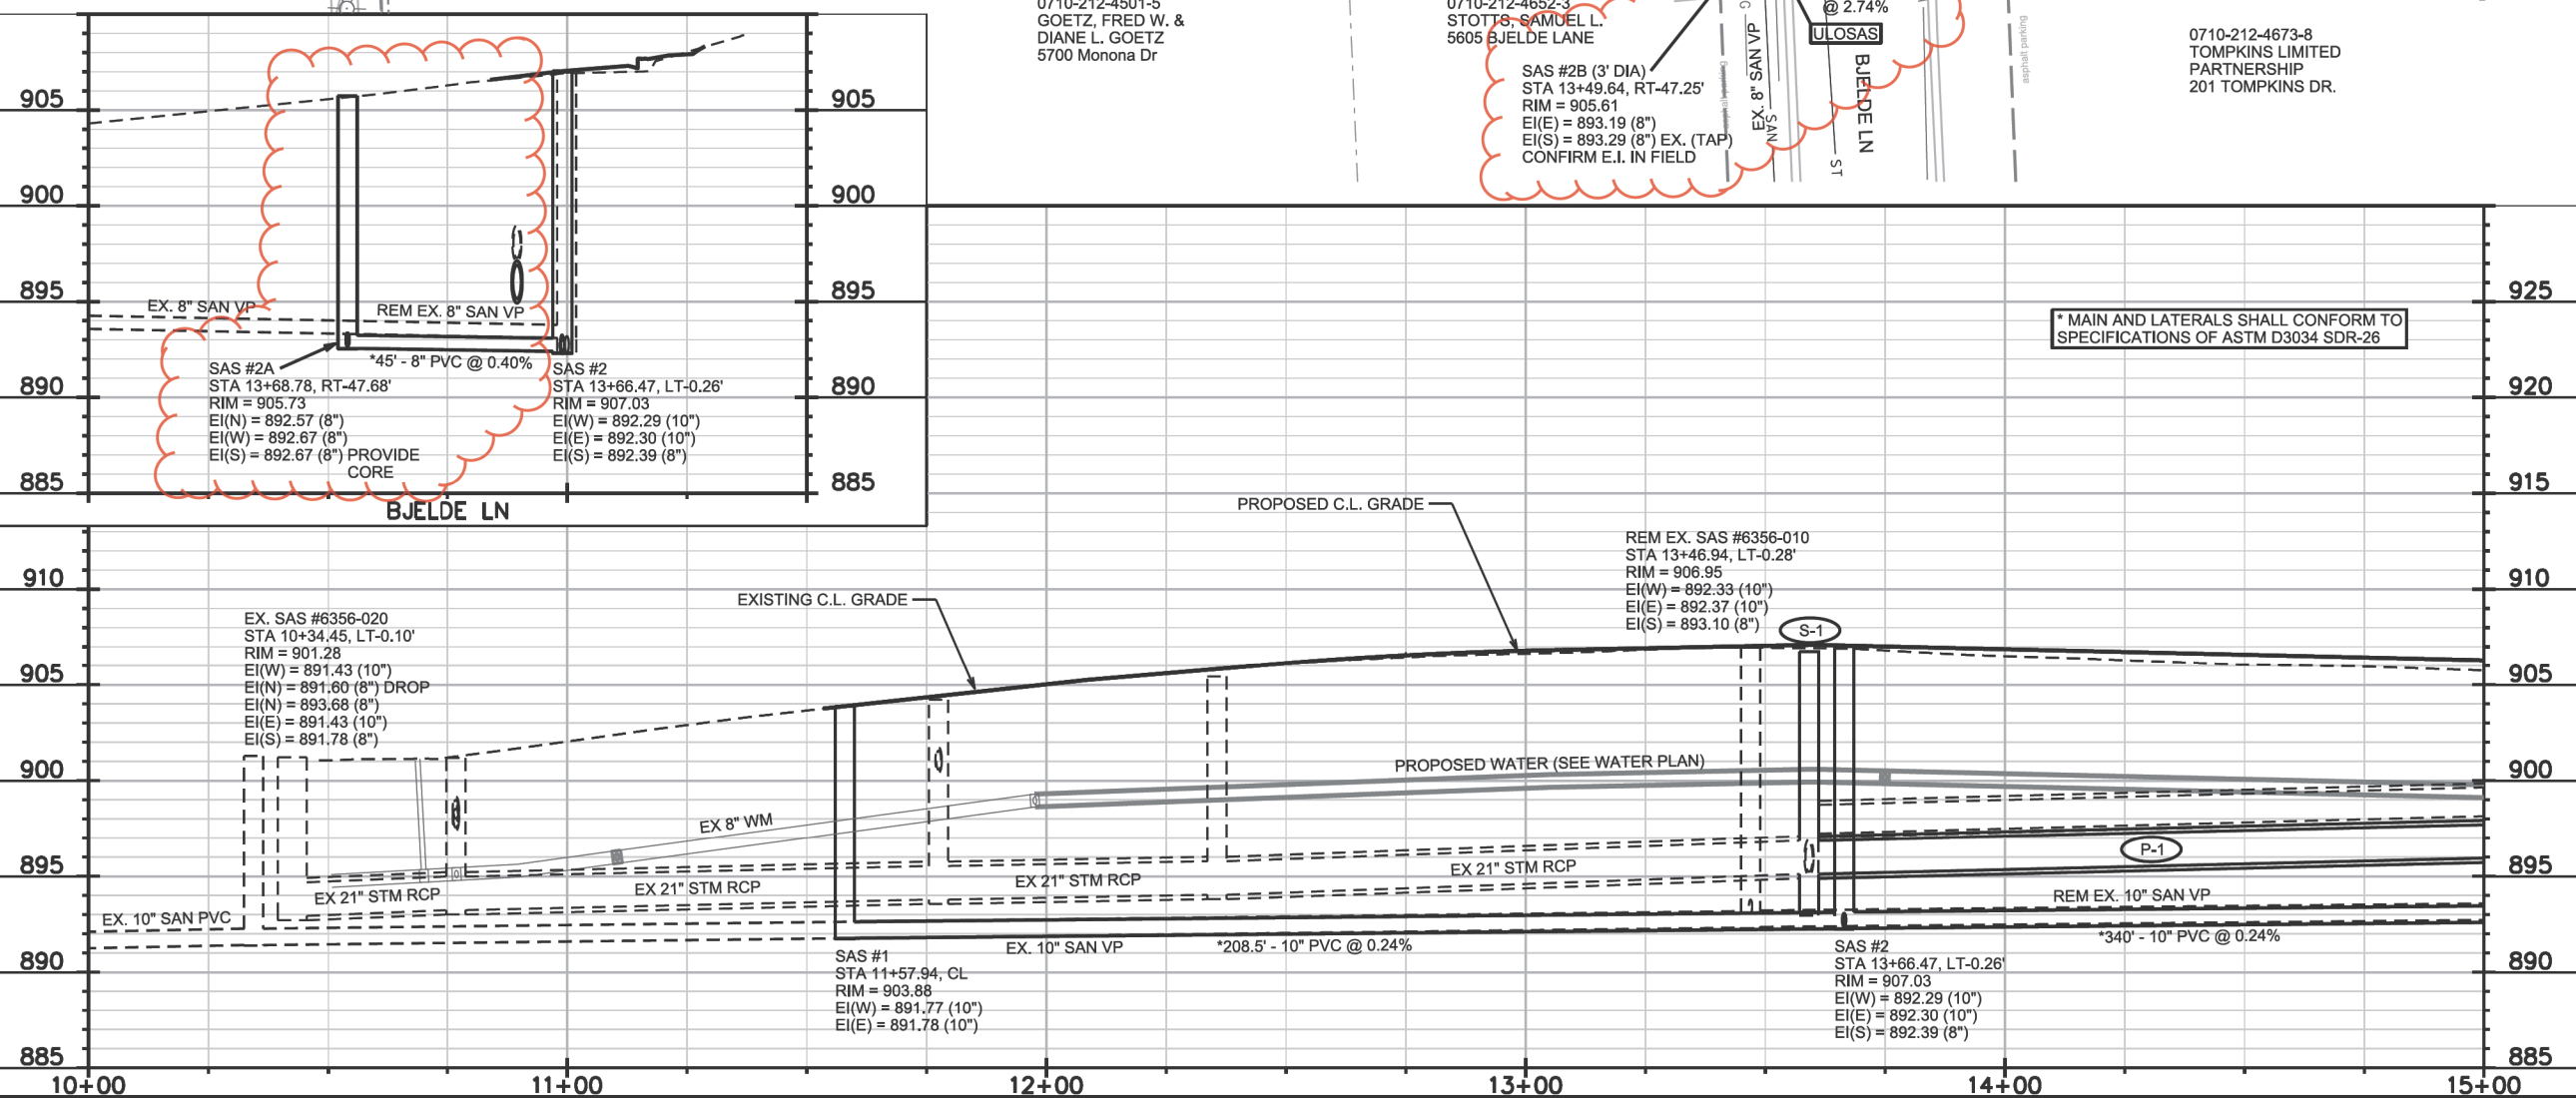 0710-212-4501-5
GOETZ, FRED W. &
DIANE L. GOETZ
5700 Monona Dr
0710-212-4652-3
STOTTS, SAMUEL L.
5605 BJELDE LANE
SAS #2B (3' DIA)
STA 13+49.64, RT-47.25'
RIM = 905.61
EI(E) = 893.19 (8")
EI(S) = 893.29 (8") EX. (TAP)
CONFIRM E.I. IN FIELD
G
EX. 8" SAN VP
SAN
@ 2.74%
ULOSAS
BJELDE LN
ST
asphalt parking
0710-212-4673-8
TOMPKINS LIMITED
PARTNERSHIP
201 TOMPKINS DR.
905
905
900
900
895
895
EX. 8" SAN VP
REM EX. 8" SAN VP
*45' - 8" PVC @ 0.40%
890
890
SAS #2A
STA 13+68.78, RT-47.68'
RIM = 905.73
EI(N) = 892.57 (8")
EI(W) = 892.67 (8")
EI(S) = 892.67 (8") PROVIDE
CORE
SAS #2
STA 13+66.47, LT-0.26'
RIM = 907.03
EI(W) = 892.29 (10")
EI(E) = 892.30 (10")
EI(S) = 892.39 (8")
885
885
BJELDE LN
925
* MAIN AND LATERALS SHALL CONFORM TO
SPECIFICATIONS OF ASTM D3034 SDR-26
920
915
PROPOSED C.L. GRADE
REM EX. SAS #6356-010
STA 13+46.94, LT-0.28'
RIM = 906.95
EI(W) = 892.33 (10")
EI(E) = 892.37 (10")
EI(S) = 893.10 (8")
910
910
EXISTING C.L. GRADE
EX. SAS #6356-020
STA 10+34.45, LT-0.10'
RIM = 901.28
EI(W) = 891.43 (10")
EI(N) = 891.60 (8") DROP
EI(N) = 893.68 (8")
EI(E) = 891.43 (10")
EI(S) = 891.78 (8")
S-1
905
905
PROPOSED WATER (SEE WATER PLAN)
900
900
EX 8" WM
P-1
895
895
EX 21" STM RCP
EX 21" STM RCP
EX 21" STM RCP
EX 21" STM RCP
REM EX. 10" SAN VP
EX. 10" SAN PVC
EX. 10" SAN VP
*208.5' - 10" PVC @ 0.24%
*340' - 10" PVC @ 0.24%
890
890
SAS #1
STA 11+57.94, CL
RIM = 903.88
EI(W) = 891.77 (10")
EI(E) = 891.78 (10")
SAS #2
STA 13+66.47, LT-0.26'
RIM = 907.03
EI(W) = 892.29 (10")
EI(E) = 892.30 (10")
EI(S) = 892.39 (8")
885
885
10+00
11+00
12+00
13+00
14+00
15+00